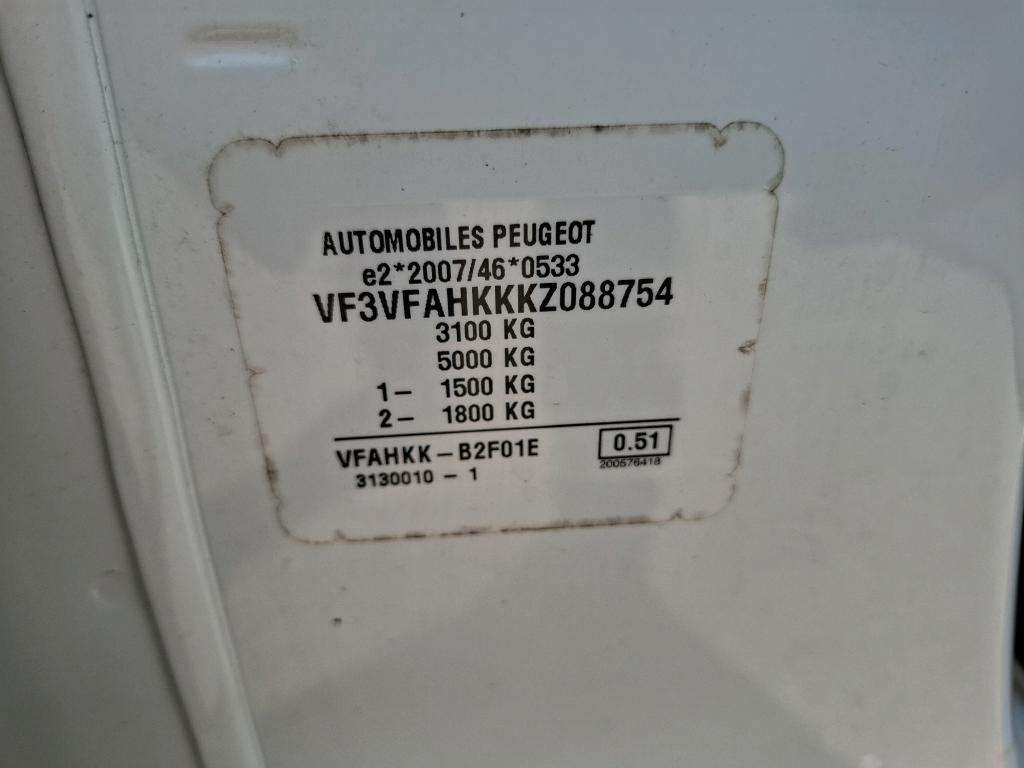 AUTOMOBILES PEUGEOT
e2*2007/46*0533
VF3VFAHKKKZ088754
3100 KG
5000 KG
1- 1500 KG
2- 1800 KG
VFAHKK-B2F01E 0.51
200576418
3130010-1